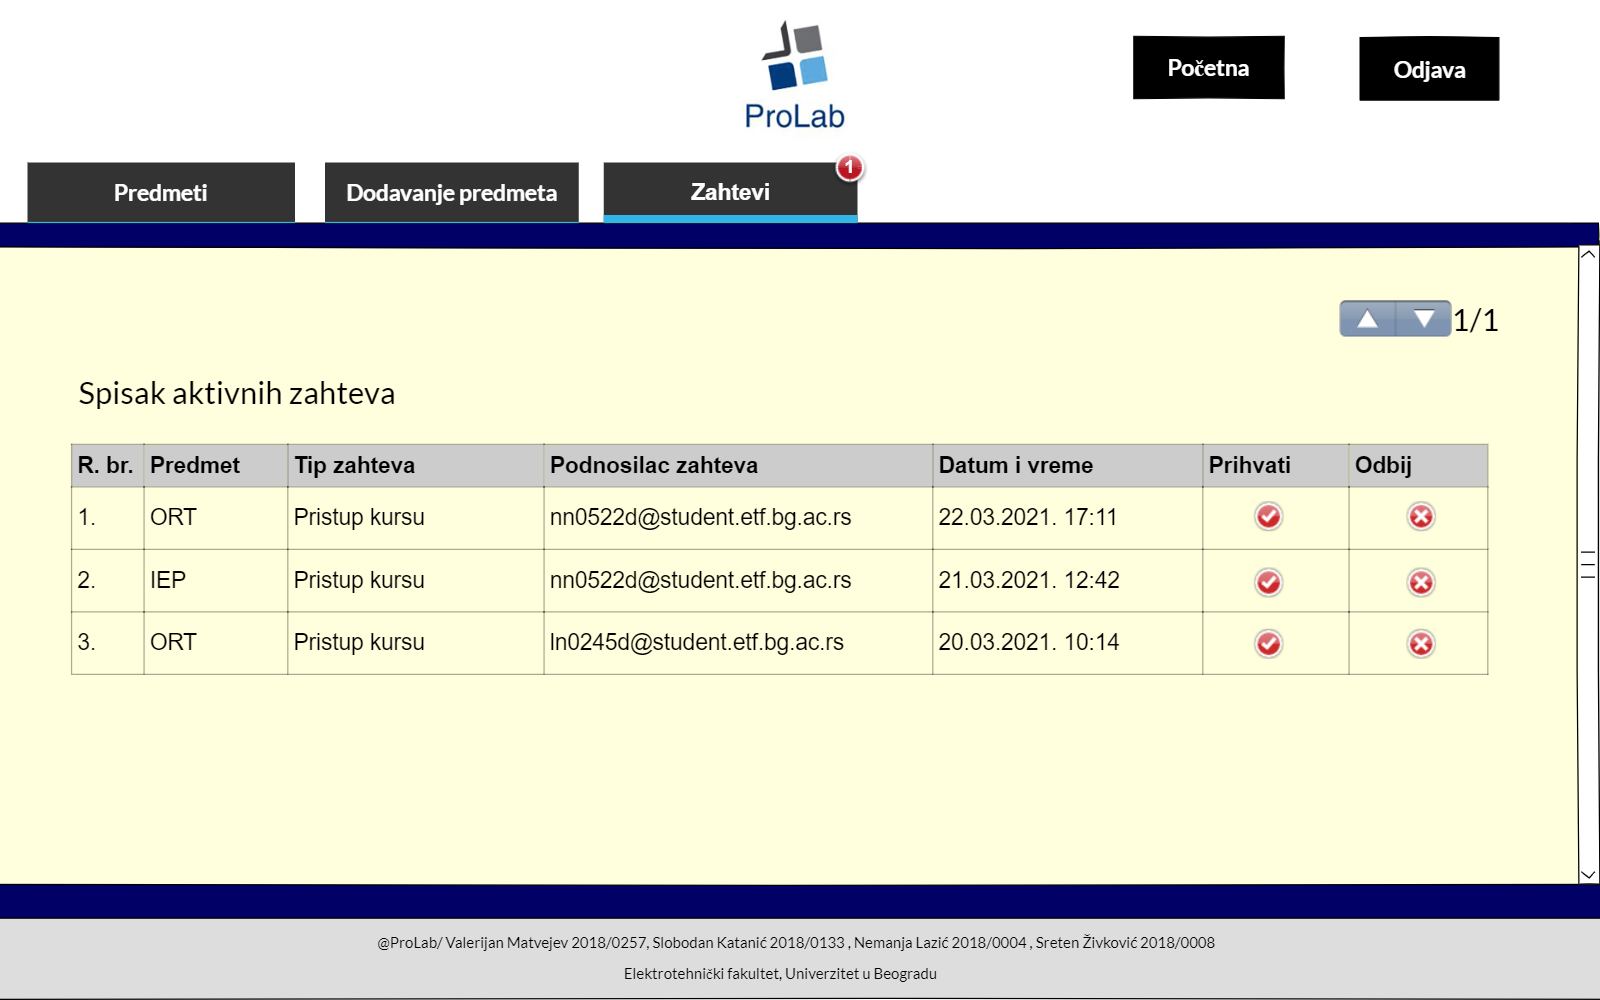 ProLab
Početna
Odjava
Predmeti
Dodavanje predmeta
Zahtevi
1
1/1
Spisak aktivnih zahteva
R. br. Predmet Tip zahteva Podnosilac zahteva Datum i vreme Prihvati Odbij
1. ORT Pristup kursu nn0522d@student.etf.bg.ac.rs 22.03.2021. 17:11
2. IEP Pristup kursu nn0522d@student.etf.bg.ac.rs 21.03.2021. 12:42
3. ORT Pristup kursu ln0245d@student.etf.bg.ac.rs 20.03.2021. 10:14
@ProLab/ Valerijan Matvejev 2018/0257, Slobodan Katanić 2018/0133 , Nemanja Lazić 2018/0004 , Sreten Živković 2018/0008
Elektrotehnički fakultet, Univerzitet u Beogradu